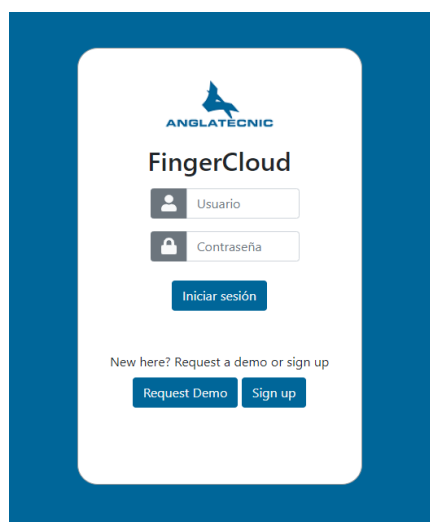 ANGLATECNIC
FingerCloud
Usuario
Contraseña
Iniciar sesión
New here? Request a demo or sign up
Request Demo Sign up